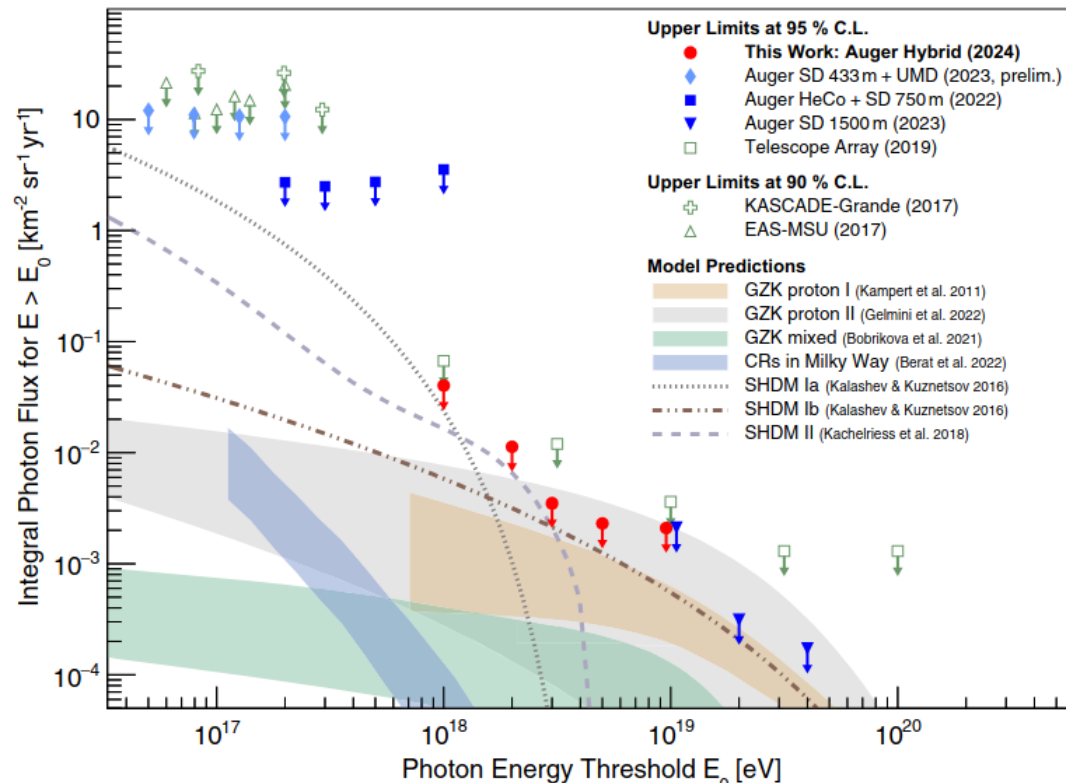 Upper Limits at 95 % C.L.
This Work: Auger Hybrid (2024)
Auger SD 433 m + UMD (2023, prelim.)
Auger HeCo + SD 750 m (2022)
Auger SD 1500 m (2023)
Telescope Array (2019)
Upper Limits at 90 % C.L.
KASCADE-Grande (2017)
EAS-MSU (2017)
Model Predictions
GZK proton I (Kampert et al. 2011)
GZK proton II (Gelmini et al. 2022)
GZK mixed (Bobrikova et al. 2021)
CRs in Milky Way (Berat et al. 2022)
SHDM Ia (Kalashev & Kuznetsov 2016)
SHDM Ib (Kalashev & Kuznetsov 2016)
SHDM II (Kachelriess et al. 2018)
Integral Photon Flux for E > E₀ [km⁻² sr⁻¹ yr⁻¹]
10
1
10⁻¹
10⁻²
10⁻³
10⁻⁴
10¹⁷
10¹⁸
10¹⁹
10²⁰
Photon Energy Threshold E₀ [eV]